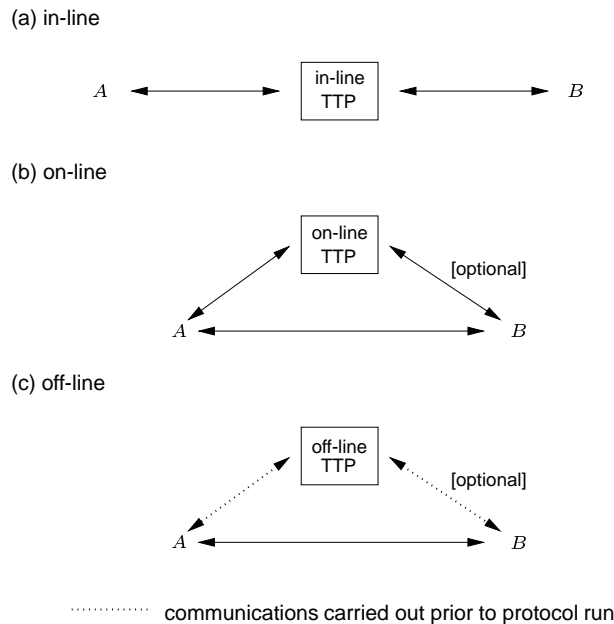 (a) in-line
A
in-line
TTP
B
(b) on-line
on-line
TTP
[optional]
A
B
(c) off-line
off-line
TTP
[optional]
A
B
communications carried out prior to protocol run